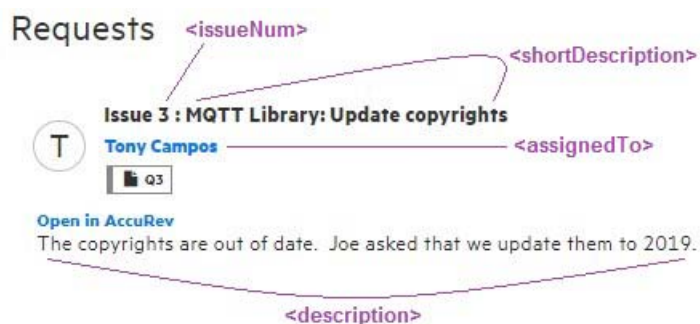 Requests <issueNum>
<shortDescription>
Issue 3 : MQTT Library: Update copyrights
T
Tony Campos <assignedTo>
Q3
Open in AccuRev
The copyrights are out of date. Joe asked that we update them to 2019.
<description>